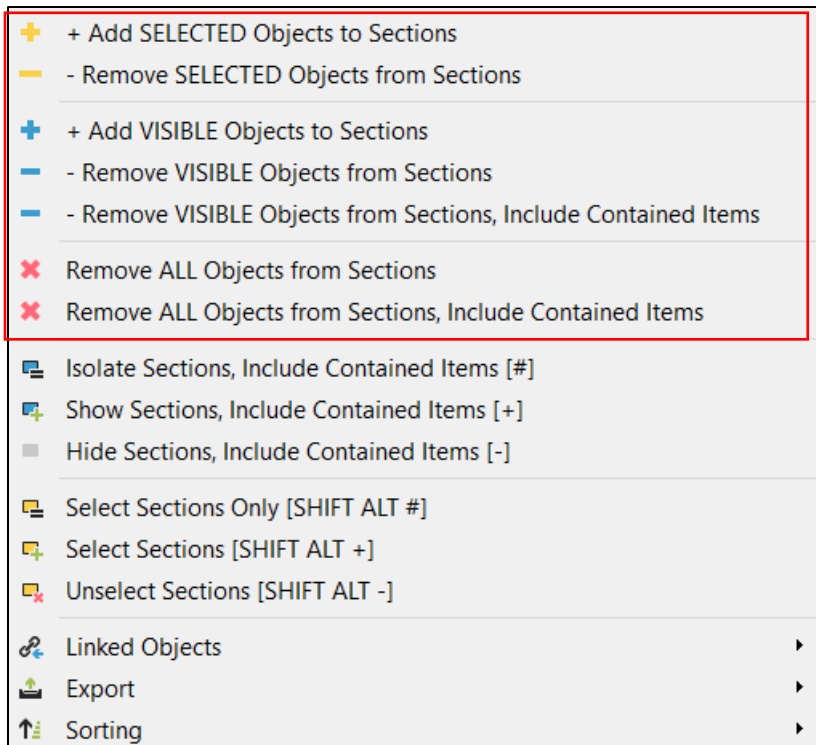 + Add SELECTED Objects to Sections
- Remove SELECTED Objects from Sections
+ Add VISIBLE Objects to Sections
- Remove VISIBLE Objects from Sections
- Remove VISIBLE Objects from Sections, Include Contained Items
Remove ALL Objects from Sections
Remove ALL Objects from Sections, Include Contained Items
Isolate Sections, Include Contained Items [#]
Show Sections, Include Contained Items [+]
Hide Sections, Include Contained Items [-]
Select Sections Only [SHIFT ALT #]
Select Sections [SHIFT ALT +]
Unselect Sections [SHIFT ALT -]
Linked Objects
Export
Sorting